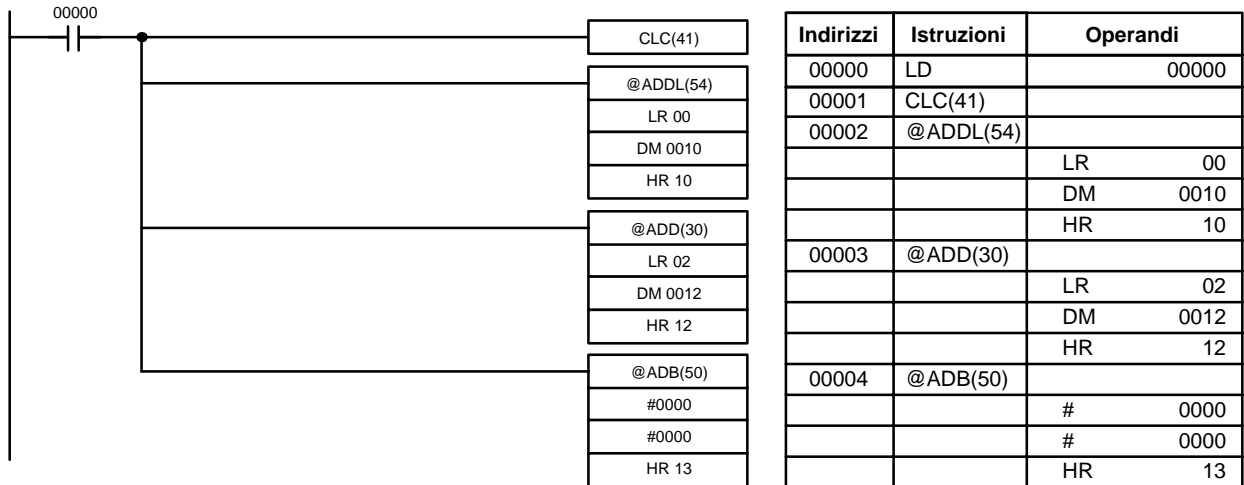 00000
CLC(41)
@ADDL(54)
LR 00
DM 0010
HR 10
@ADD(30)
LR 02
DM 0012
HR 12
@ADB(50)
#0000
#0000
HR 13
Indirizzi Istruzioni Operandi
00000 LD 00000
00001 CLC(41)
00002 @ADDL(54)
LR 00
DM 0010
HR 10
00003 @ADD(30)
LR 02
DM 0012
HR 12
00004 @ADB(50)
# 0000
# 0000
HR 13